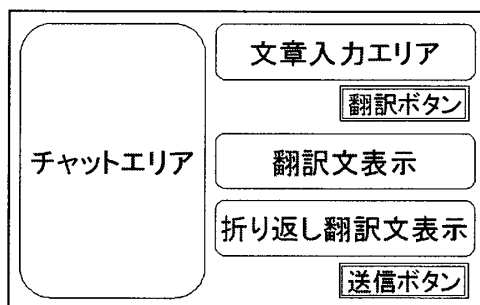 チャットエリア
文章入力エリア
翻訳ボタン
翻訳文表示
折り返し翻訳文表示
送信ボタン